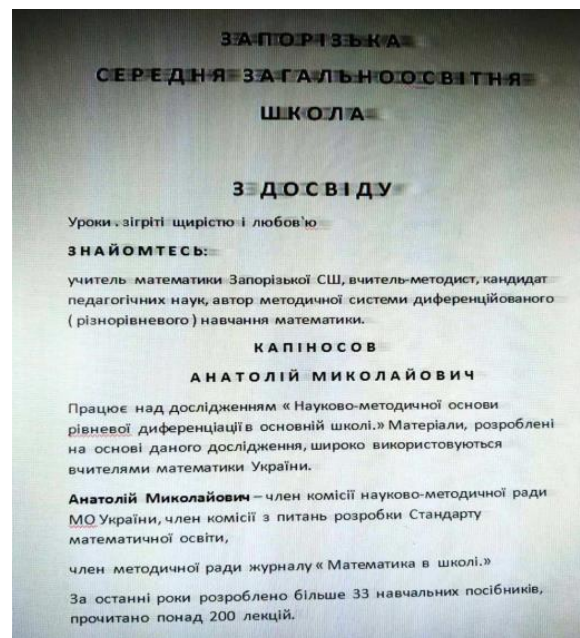 ЗАПОРІЗЬКА
СЕРЕДНЯ ЗАГАЛЬНООСВІТНЯ
ШКОЛА
З ДОСВІДУ
Уроки . зігріті щирістю і любов`ю
ЗНАЙОМТЕСЬ:
учитель математики Запорізької СШ, вчитель-методист, кандидат
педагогічних наук, автор методичної системи диференційованого
( різнорівневого ) навчання математики.
КАПІНОСОВ
АНАТОЛІЙ МИКОЛАЙОВИЧ
Працює над дослідженням « Науково-методичної основи
рівневої диференціації в основній школі.» Матеріали, розроблені
на основі даного дослідження, широко використовуються
вчителями математики України.
Анатолій Миколайович – член комісії науково-методичної ради
МО України, член комісії з питань розробки Стандарту
математичної освіти,
член методичної ради журналу « Математика в школі.»
За останні роки розроблено більше 33 навчальних посібників,
прочитано понад 200 лекцій.